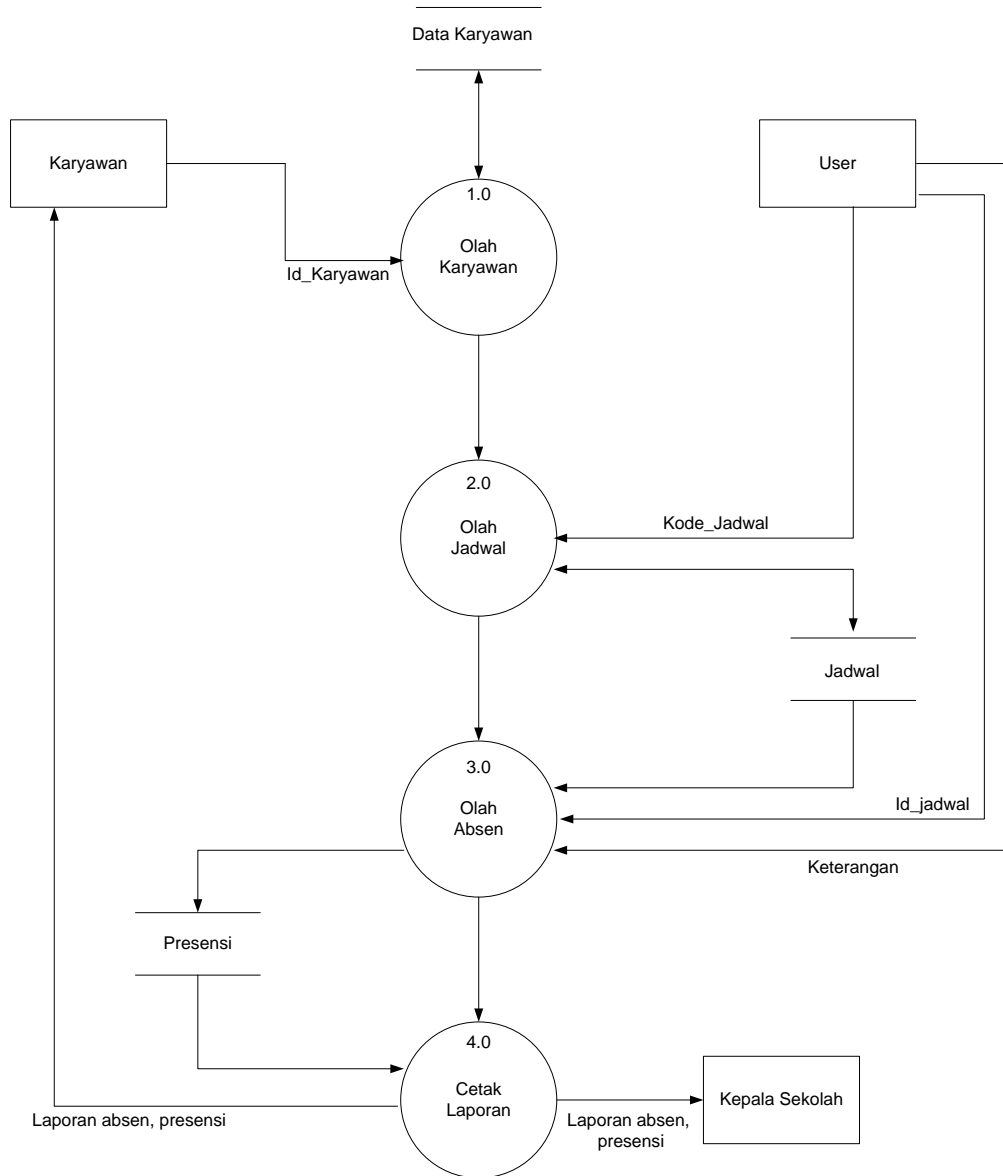 Data Karyawan
Karyawan
User
1.0
Olah
Karyawan
Id_Karyawan
2.0
Olah
Jadwal
Kode_Jadwal
Jadwal
3.0
Olah
Absen
Id_jadwal
Keterangan
Presensi
4.0
Cetak
Laporan
Kepala Sekolah
Laporan absen, presensi
Laporan absen,
presensi